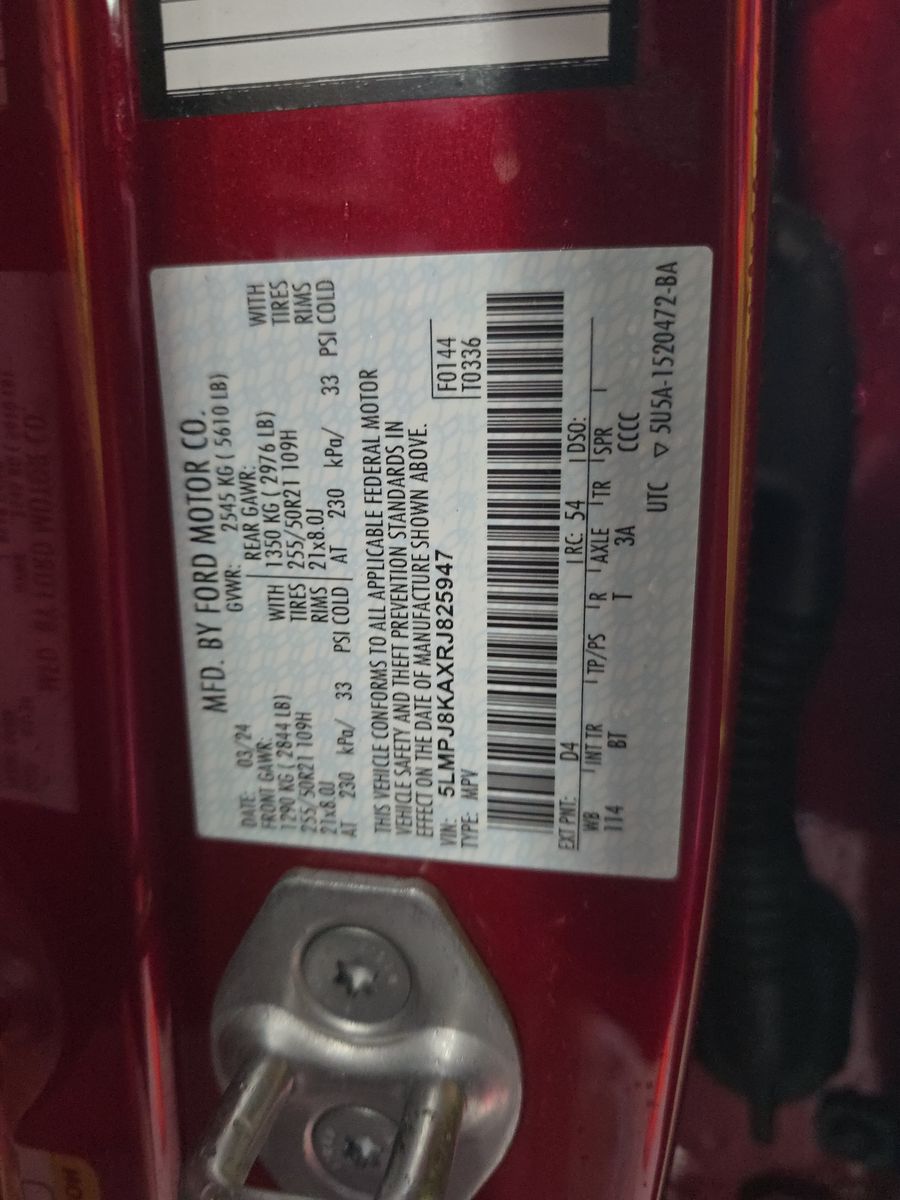 MFD. BY FORD MOTOR CO.
DATE: 03/24 GVWR: 2545 KG ( 5610 LB)
FRONT GAWR: REAR GAWR: WITH
1290 KG ( 2844 LB) WITH 1350 KG ( 2976 LB) TIRES
255/50R21 109H TIRES 255/50R21 109H RIMS
21x8.0J RIMS 21x8.0J
AT 230 kPa/ 33 PSI COLD AT 230 kPa/ 33 PSI COLD
THIS VEHICLE CONFORMS TO ALL APPLICABLE FEDERAL MOTOR
VEHICLE SAFETY AND THEFT PREVENTION STANDARDS IN
EFFECT ON THE DATE OF MANUFACTURE SHOWN ABOVE.
VIN: 5LMPJ8KAXRJ825947 F0144
TYPE: MPV T0336
EXT PNT: D4 RC: 54 DSO:
WB INT TR TP/PS R AXLE TR SPR
114 BT T 3A CCCC
UTC ▽ 5U5A-1520472-BA